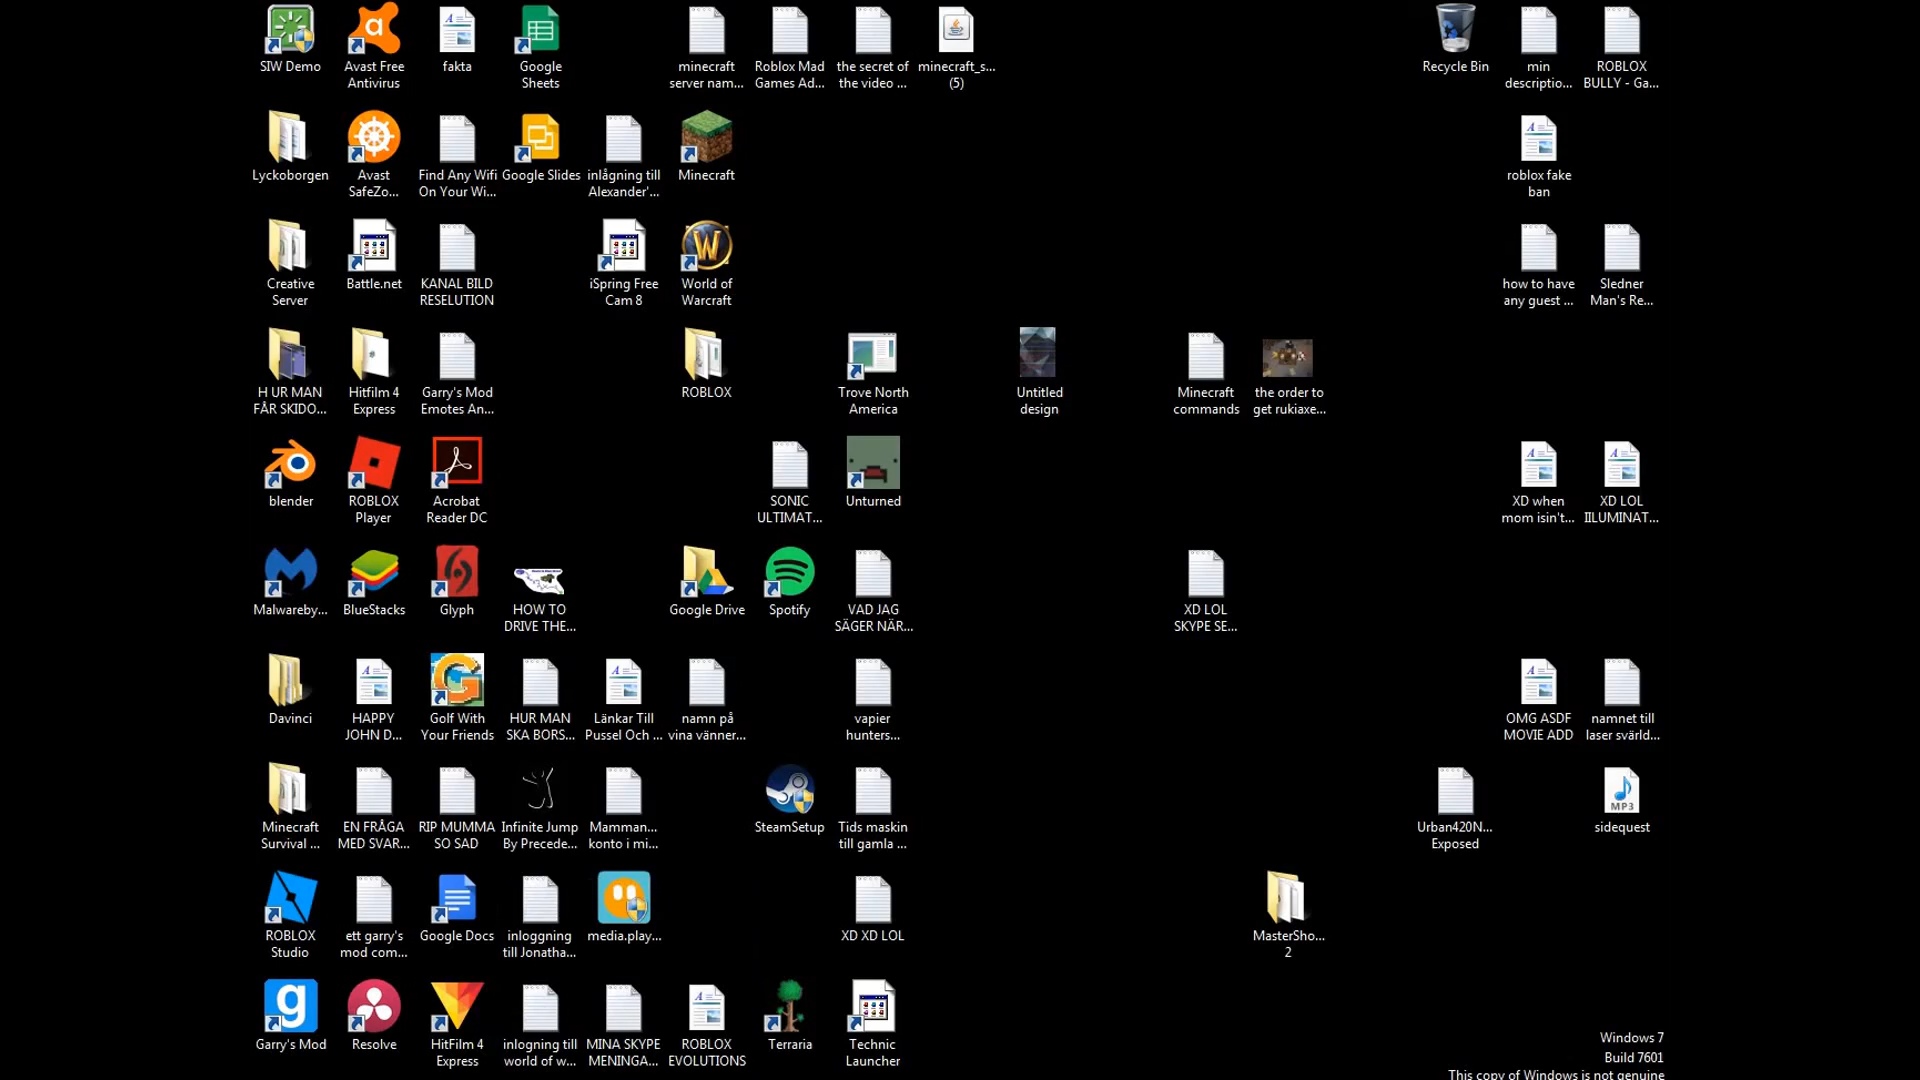 SIW Demo
Avast Free
Antivirus
fakta
Google
Sheets
minecraft
server nam...
Roblox Mad
Games Ad...
the secret of
the video ...
minecraft_s...
(5)
Recycle Bin
min
descriptio...
ROBLOX
BULLY - Ga...
Lyckoborgen
Avast
SafeZo...
Find Any Wifi
On Your Wi...
Google Slides
inlågning till
Alexander'...
Minecraft
roblox fake
ban
Creative
Server
Battle.net
KANAL BILD
RESELUTION
iSpring Free
Cam 8
World of
Warcraft
how to have
any guest ...
Sledner
Man's Re...
H UR MAN
FÅR SKIDO...
Hitfilm 4
Express
Garry's Mod
Emotes An...
ROBLOX
Trove North
America
Untitled
design
Minecraft
commands
the order to
get rukiaxe...
blender
ROBLOX
Player
Acrobat
Reader DC
SONIC
ULTIMAT...
Unturned
XD when
mom isin't...
XD LOL
IILUMINAT...
Malwareby...
BlueStacks
Glyph
HOW TO
DRIVE THE...
Google Drive
Spotify
VAD JAG
SÄGER NÄR...
XD LOL
SKYPE SE...
Davinci
HAPPY
JOHN D...
Golf With
Your Friends
HUR MAN
SKA BORS...
Länkar Till
Pussel Och ...
namn på
vina vänner...
vapier
hunters...
OMG ASDF
MOVIE ADD
namnet till
laser svärld...
Minecraft
Survival ...
EN FRÅGA
MED SVAR...
RIP MUMMA
SO SAD
Infinite Jump
By Precede...
Mamman...
konto i mi...
SteamSetup
Tids maskin
till gamla ...
Urban420N...
Exposed
MP3
sidequest
ROBLOX
Studio
ett garry's
mod com...
Google Docs
inloggning
till Jonatha...
media.play...
XD XD LOL
MasterSho...
2
Garry's Mod
Resolve
HitFilm 4
Express
inlogning till
world of w...
MINA SKYPE
MENINGA...
ROBLOX
EVOLUTIONS
Terraria
Technic
Launcher
Windows 7
Build 7601
This copy of Windows is not genuine